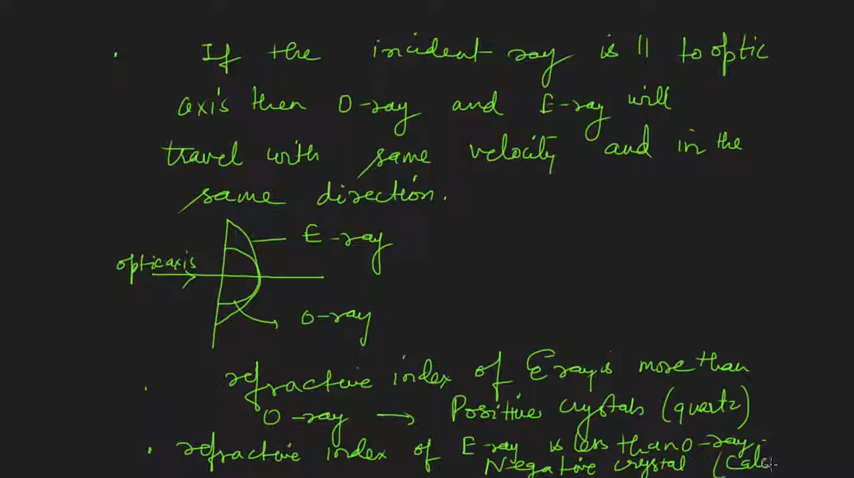 If the incident ray is || to optic
axis then O-ray and E-ray will
travel with same velocity and in the
same direction.
E-ray
optic axis
O-ray
refractive index of E ray is more than
O-ray → Positive crystals (quartz)
refractive index of E-ray is less than O-ray.
Negative crystal (Calc